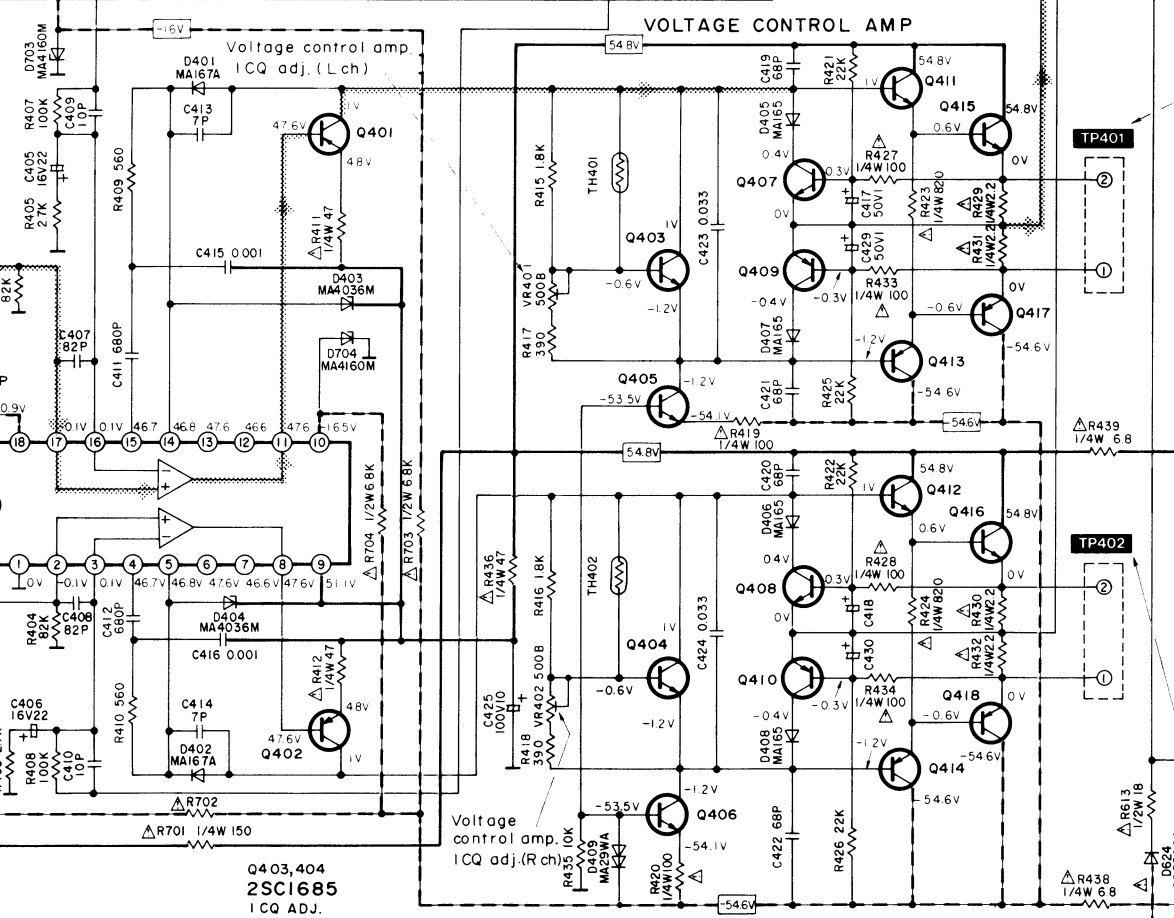 VOLTAGE CONTROL AMP
-16V
54.8V
Voltage control amp.
ICQ adj. (L ch)
D703
MA4160M
D401
MA167A
C413
7P
R407
100K
C409
10P
C405
16V22
+
R405
2.7K
R409 560
1V
47.6V
Q401
48V
R411
1/4W 47
C415 0.001
D403
MA4036M
D704
MA4160M
82K
C407
82P
C411 680P
P
0.9V
0.1V
0.1V
46.7
46.8
47.6
46.6
47.6
-16.5V
18
17
16
15
14
13
12
11
10
C419
68P
R421
22K
54.8V
Q411
1V
Q415
54.8V
0.6V
0V
D405
MA165
0.4V
Q407
0.3V
R427
1/4W 100
R415 1.8K
TH401
C423 0.033
C417
50V1
R423
1/4W 820
R429
1/4W 2.2
R431
1/4W 2.2
TP401
2
1
1V
Q403
-0.6V
-1.2V
VR401
500B
R417
390
0V
C429
50V1
Q409
-0.3V
-0.4V
R433
1/4W 100
-0.6V
0V
Q417
-54.6V
D407
MA165
-1.2V
Q413
-54.6V
C421
68P
R425
22K
Q405
-53.5V
-1.2V
-54.1V
R419
1/4W 100
-54.6V
54.8V
R439
1/4W 6.8
-
+
+
-
1
2
3
4
5
6
7
8
9
0V
-0.1V
0.1V
46.7V
46.8V
47.6V
46.6V
47.6V
51.1V
R704 1/2W 6.8K
R703 1/2W 6.8K
R436
1/4W 47
C420
68P
R422
22K
54.8V
Q412
1V
Q416
54.8V
0.6V
0V
D406
MA165
0.4V
Q408
0.3V
R428
1/4W 100
R416 1.8K
TH402
C424 0.033
C418
R424
1/4W 820
R430
1/4W 2.2
R432
1/4W 2.2
TP402
2
1
R404
82K
C408
82P
C412
680P
D404
MA4036M
C416 0.001
R412
1/4W 47
48V
47.6V
Q402
1V
R410 560
C414
7P
D402
MA167A
C406
16V22
+
R408
100K
C410
10P
C425
100V10
+
1V
Q404
-0.6V
-1.2V
VR402 500B
R418
390
0V
C430
Q410
-0.3V
-0.4V
R434
1/4W 100
-0.6V
Q418
0V
-54.6V
D408
MA165
-1.2V
Q414
-54.6V
C422 68P
R426 22K
Q406
-53.5V
-1.2V
-54.1V
R435 10K
D409
MA29WA
R420
1/4W100
-54.6V
R438
1/4W 6.8
R613
1/2W 18
D624
R702
R701 1/4W 150
Voltage
control amp.
ICQ adj.(R ch)
Q403,404
2SC1685
ICQ ADJ.